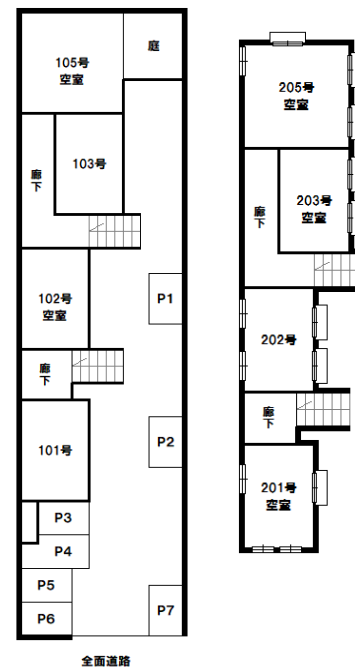 105号
空室
庭
廊
下
103号
102号
空室
P1
廊
下
101号
P2
P3
P4
P5
P6
P7
全面道路
205号
空室
廊
下
203号
空室
202号
廊
下
201号
空室